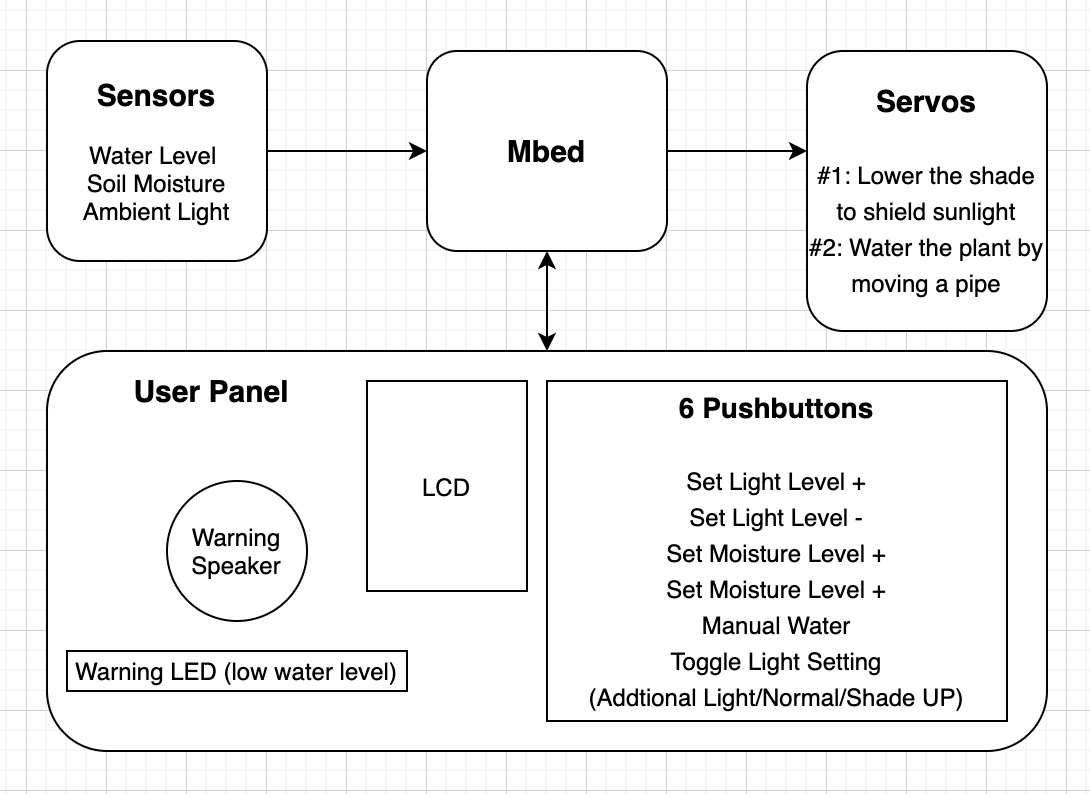 Sensors
Water Level
Soil Moisture
Ambient Light
Mbed
Servos
#1: Lower the shade
to shield sunlight
#2: Water the plant by
moving a pipe
User Panel
Warning
Speaker
Warning LED (low water level)
LCD
6 Pushbuttons
Set Light Level +
Set Light Level -
Set Moisture Level +
Set Moisture Level +
Manual Water
Toggle Light Setting
(Addtional Light/Normal/Shade UP)